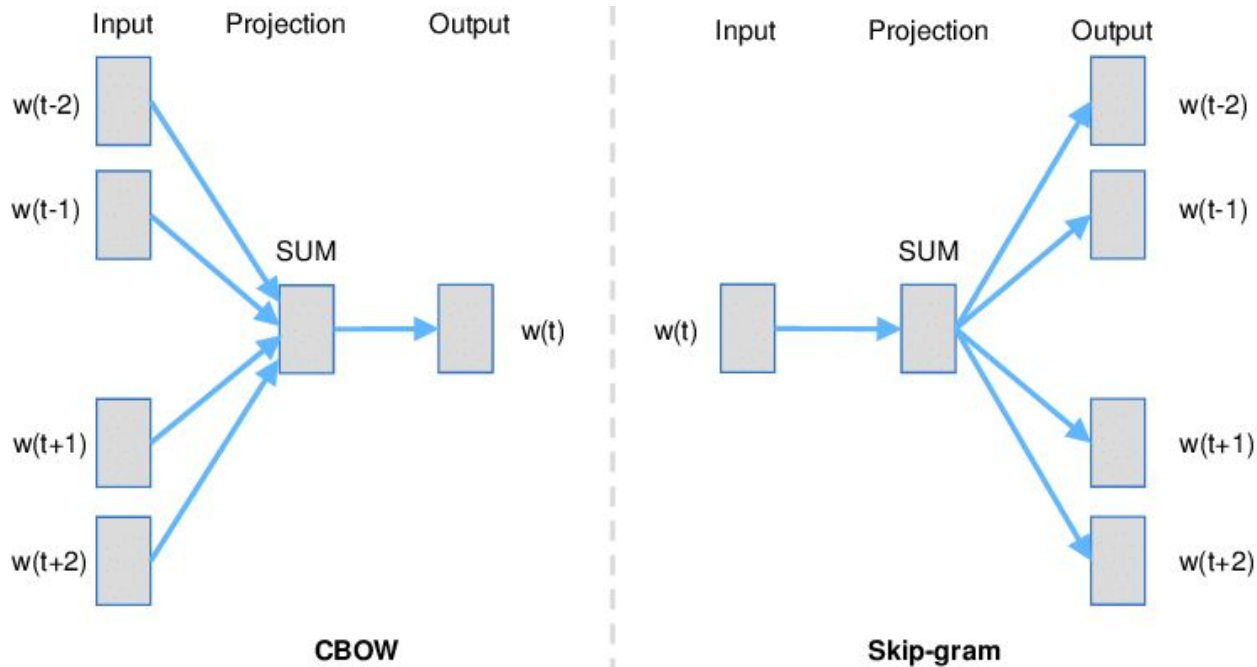 Input Projection Output
w(t-2)
w(t-1)
SUM
w(t)
w(t+1)
w(t+2)
CBOW
Input Projection Output
w(t-2)
w(t-1)
SUM
w(t)
w(t+1)
w(t+2)
Skip-gram